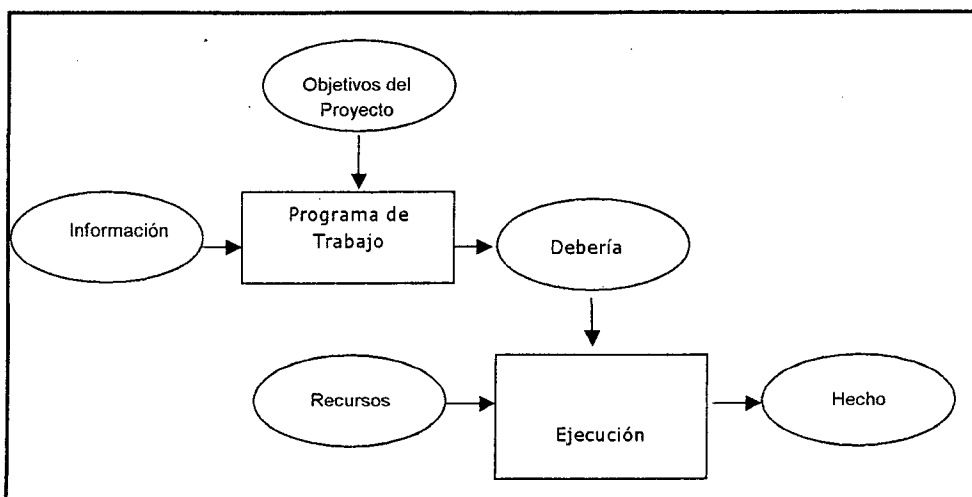 Objetivos del
Proyecto
Programa de
Trabajo
Información
Debería
Recursos
Ejecución
Hecho